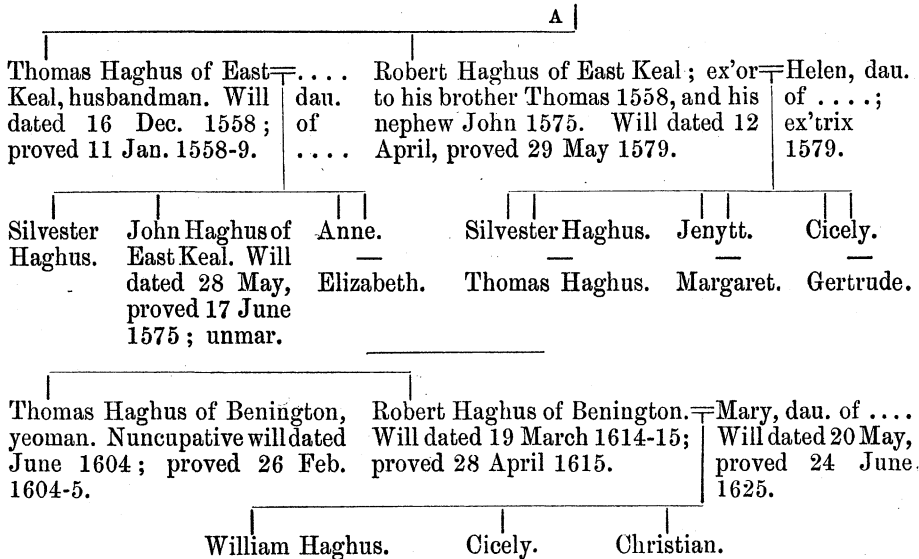 A
Thomas Haghus of East
Keal, husbandman. Will
dated 16 Dec. 1558;
proved 11 Jan. 1558-9.
. . . .
dau.
of
. . . .
Robert Haghus of East Keal; ex'or
to his brother Thomas 1558, and his
nephew John 1575. Will dated 12
April, proved 29 May 1579.
Helen, dau.
of . . . .;
ex'trix
1579.
Silvester
Haghus.
John Haghus of
East Keal. Will
dated 28 May,
proved 17 June
1575; unmar.
Anne.
—
Elizabeth.
Silvester Haghus.
—
Thomas Haghus.
Jenytt.
—
Margaret.
Cicely.
—
Gertrude.
Thomas Haghus of Benington,
yeoman. Nuncupative will dated
June 1604; proved 26 Feb.
1604-5.
Robert Haghus of Benington.
Will dated 19 March 1614-15;
proved 28 April 1615.
Mary, dau. of . . . .
Will dated 20 May,
proved 24 June
1625.
William Haghus.
Cicely.
Christian.